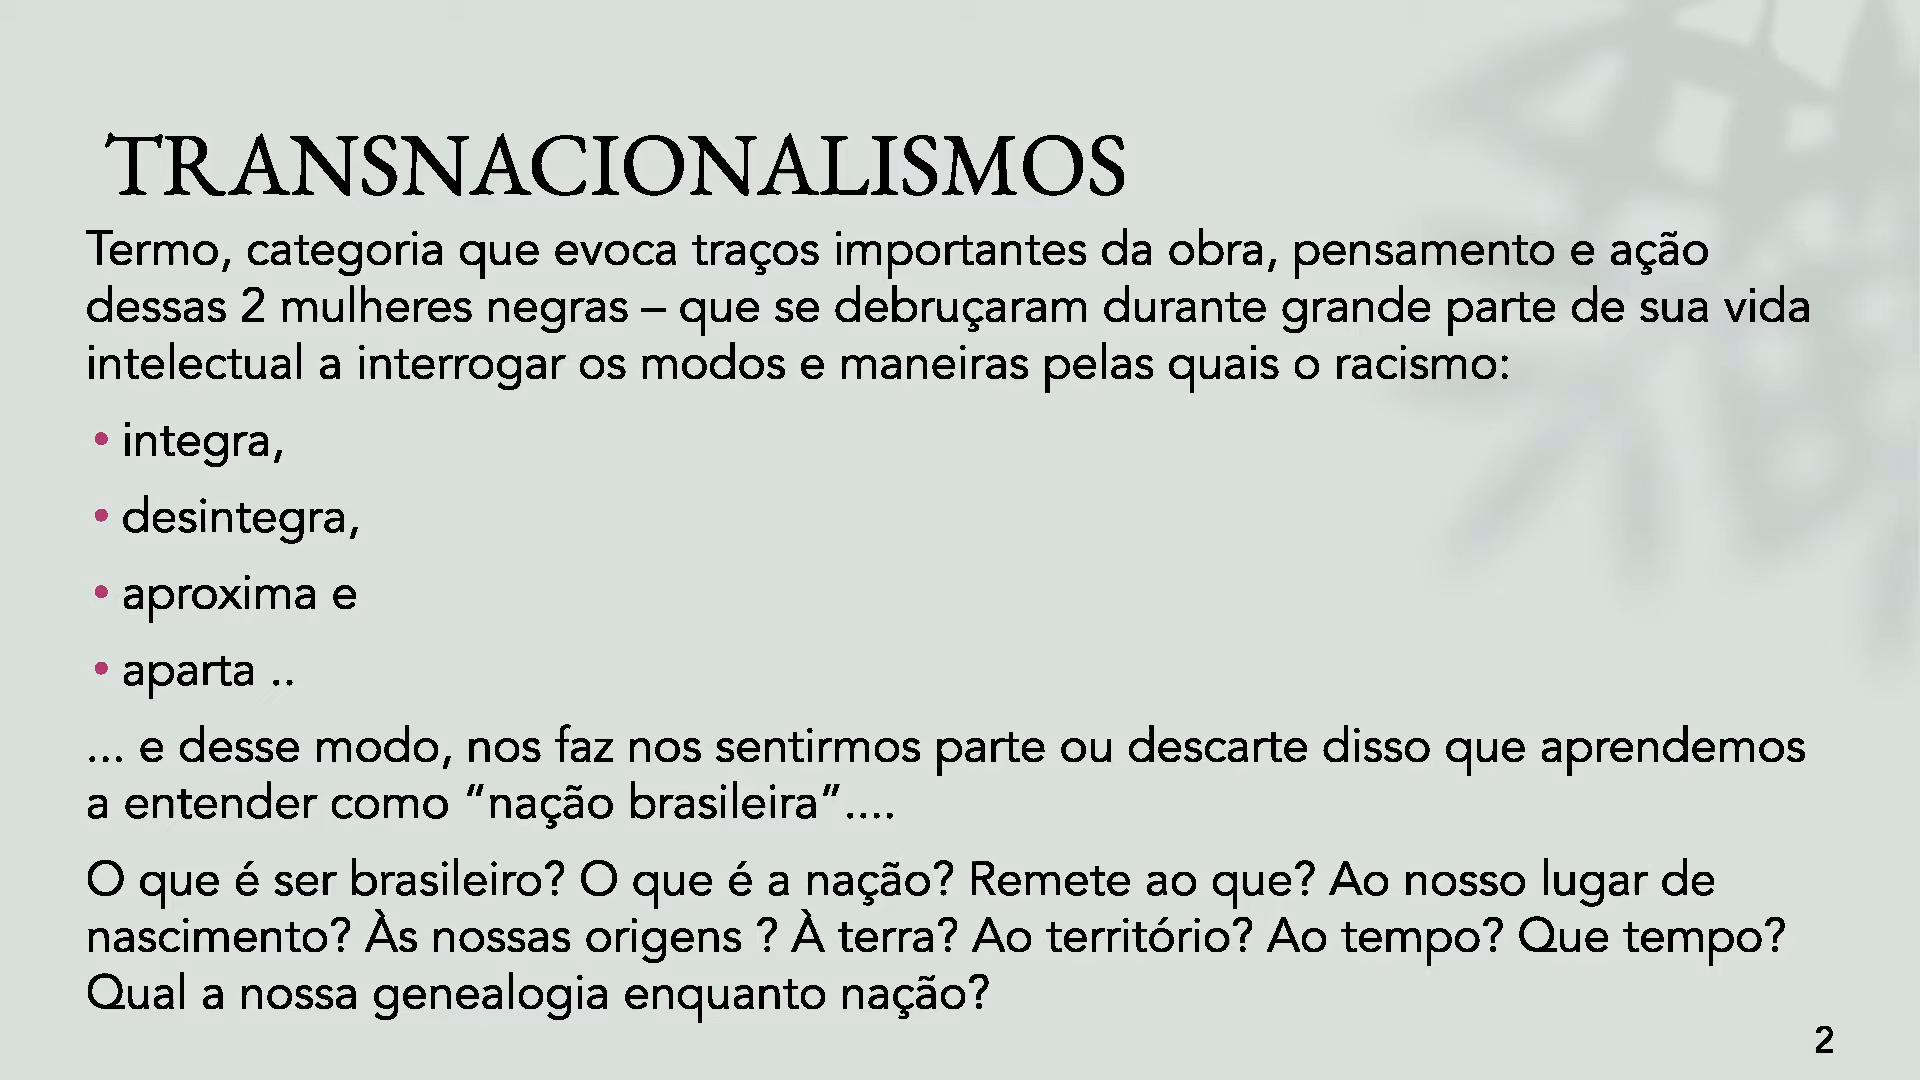 TRANSNACIONALISMOS
Termo, categoria que evoca traços importantes da obra, pensamento e ação
dessas 2 mulheres negras – que se debruçaram durante grande parte de sua vida
intelectual a interrogar os modos e maneiras pelas quais o racismo:
• integra,
• desintegra,
• aproxima e
• aparta ..
... e desse modo, nos faz nos sentirmos parte ou descarte disso que aprendemos
a entender como “nação brasileira”....
O que é ser brasileiro? O que é a nação? Remete ao que? Ao nosso lugar de
nascimento? Às nossas origens ? À terra? Ao território? Ao tempo? Que tempo?
Qual a nossa genealogia enquanto nação?
2